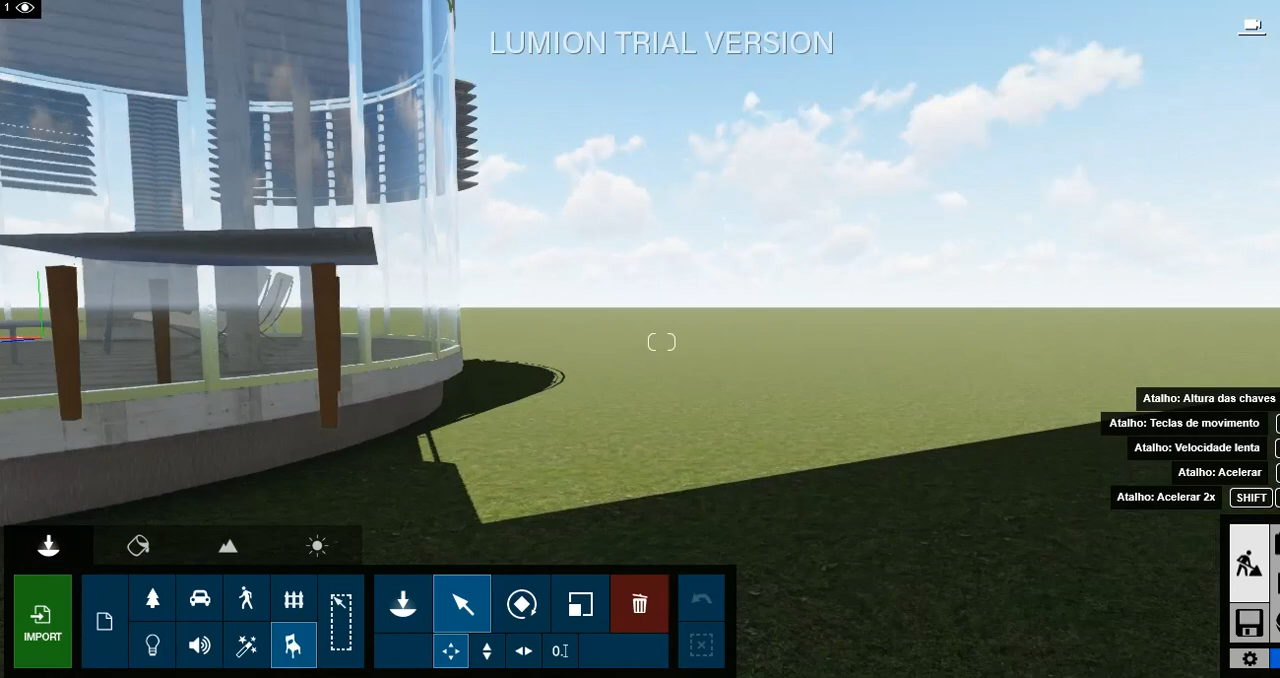 1
LUMION TRIAL VERSION
Atalho: Altura das chaves
Atalho: Teclas de movimento
Atalho: Velocidade lenta
Atalho: Acelerar
Atalho: Acelerar 2x SHIFT
IMPORT
0.